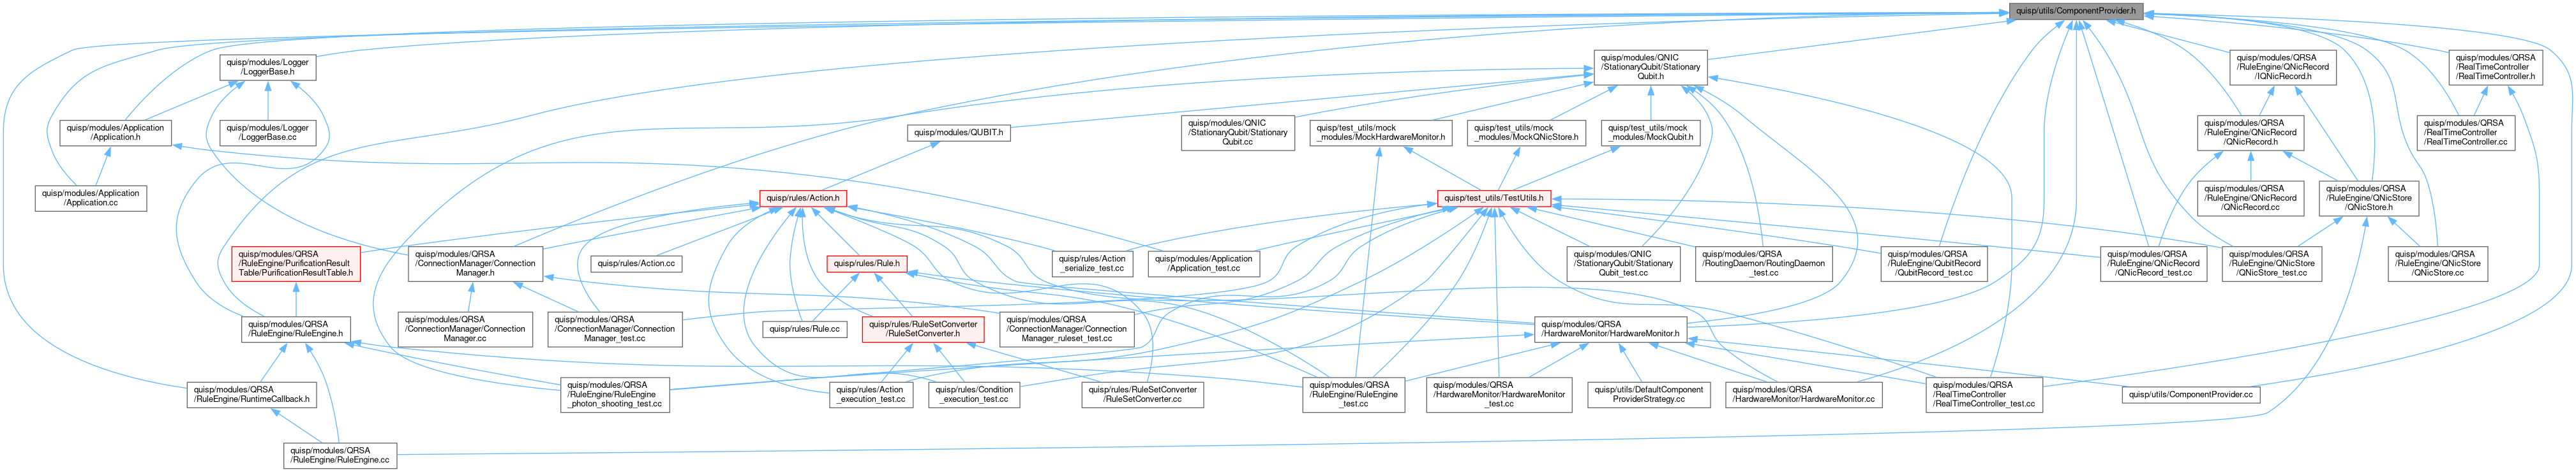 quisp/utils/ComponentProvider.h
quisp/modules/Logger
/LoggerBase.h
quisp/modules/QNIC
/StationaryQubit/Stationary
Qubit.h
quisp/modules/QRSA
/RuleEngine/QNicRecord
/IQNicRecord.h
quisp/modules/QRSA
/RealTimeController
/RealTimeController.h
quisp/modules/Application
/Application.h
quisp/modules/Logger
/LoggerBase.cc
quisp/modules/QUBIT.h
quisp/modules/QNIC
/StationaryQubit/Stationary
Qubit.cc
quisp/test_utils/mock
_modules/MockHardwareMonitor.h
quisp/test_utils/mock
_modules/MockQNicStore.h
quisp/test_utils/mock
_modules/MockQubit.h
quisp/modules/QRSA
/RuleEngine/QNicRecord
/QNicRecord.h
quisp/modules/QRSA
/RealTimeController
/RealTimeController.cc
quisp/modules/Application
/Application.cc
quisp/rules/Action.h
quisp/test_utils/TestUtils.h
quisp/modules/QRSA
/RuleEngine/QNicRecord
/QNicRecord.cc
quisp/modules/QRSA
/RuleEngine/QNicStore
/QNicStore.h
quisp/modules/QRSA
/RuleEngine/PurificationResult
Table/PurificationResultTable.h
quisp/modules/QRSA
/ConnectionManager/Connection
Manager.h
quisp/rules/Action.cc
quisp/rules/Rule.h
quisp/rules/Action
_serialize_test.cc
quisp/modules/Application
/Application_test.cc
quisp/modules/QNIC
/StationaryQubit/Stationary
Qubit_test.cc
quisp/modules/QRSA
/RoutingDaemon/RoutingDaemon
_test.cc
quisp/modules/QRSA
/RuleEngine/QubitRecord
/QubitRecord_test.cc
quisp/modules/QRSA
/RuleEngine/QNicRecord
/QNicRecord_test.cc
quisp/modules/QRSA
/RuleEngine/QNicStore
/QNicStore_test.cc
quisp/modules/QRSA
/RuleEngine/QNicStore
/QNicStore.cc
quisp/modules/QRSA
/RuleEngine/RuleEngine.h
quisp/modules/QRSA
/ConnectionManager/Connection
Manager.cc
quisp/modules/QRSA
/ConnectionManager/Connection
Manager_test.cc
quisp/rules/Rule.cc
quisp/rules/RuleSetConverter
/RuleSetConverter.h
quisp/modules/QRSA
/ConnectionManager/Connection
Manager_ruleset_test.cc
quisp/modules/QRSA
/HardwareMonitor/HardwareMonitor.h
quisp/modules/QRSA
/RuleEngine/RuntimeCallback.h
quisp/modules/QRSA
/RuleEngine/RuleEngine
_photon_shooting_test.cc
quisp/rules/Action
_execution_test.cc
quisp/rules/Condition
_execution_test.cc
quisp/rules/RuleSetConverter
/RuleSetConverter.cc
quisp/modules/QRSA
/RuleEngine/RuleEngine
_test.cc
quisp/modules/QRSA
/HardwareMonitor/HardwareMonitor
_test.cc
quisp/utils/DefaultComponent
ProviderStrategy.cc
quisp/modules/QRSA
/HardwareMonitor/HardwareMonitor.cc
quisp/modules/QRSA
/RealTimeController
/RealTimeController_test.cc
quisp/utils/ComponentProvider.cc
quisp/modules/QRSA
/RuleEngine/RuleEngine.cc